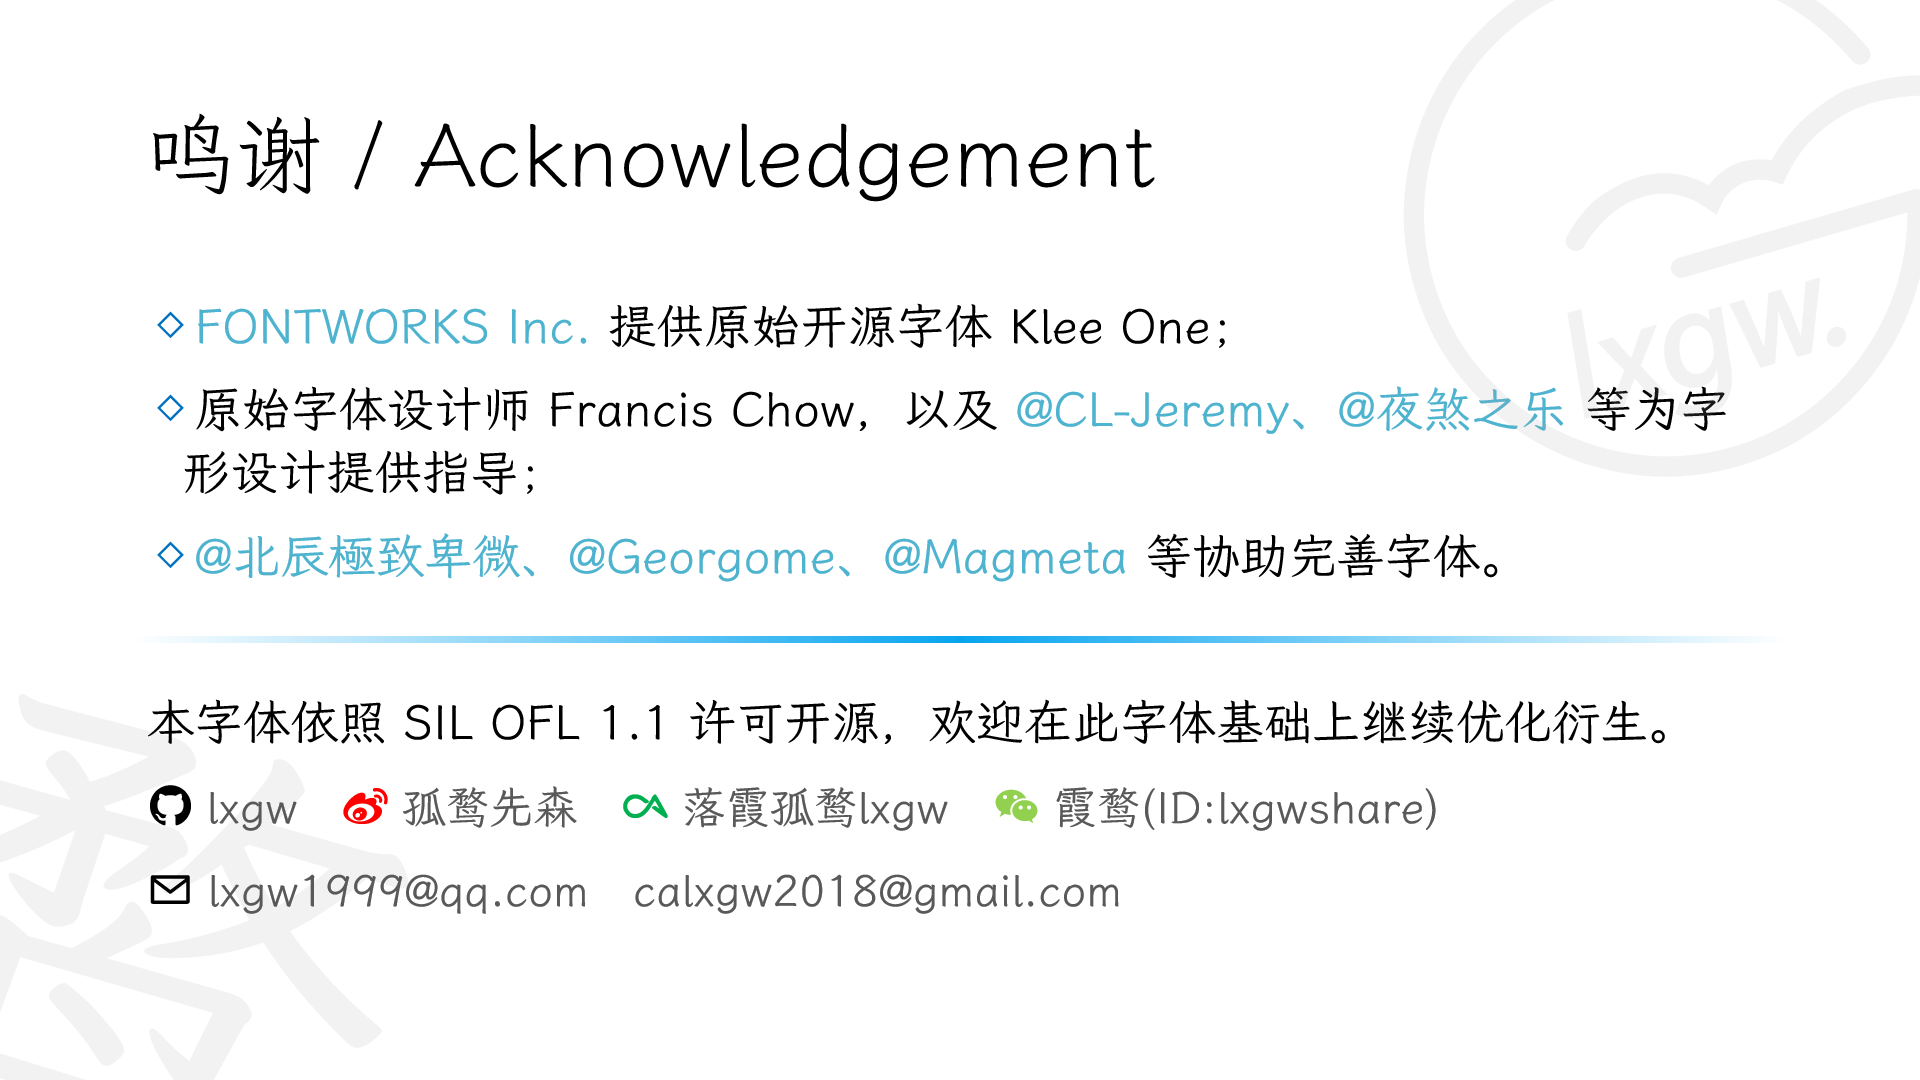 鸣谢 / Acknowledgement
lxgw.
FONTWORKS Inc. 提供原始开源字体 Klee One；
原始字体设计师 Francis Chow，以及 @CL-Jeremy、@夜煞之乐 等为字
形设计提供指导；
@北辰極致卑微、@Georgome、@Magmeta 等协助完善字体。
本字体依照 SIL OFL 1.1 许可开源，欢迎在此字体基础上继续优化衍生。
lxgw 孤鹜先森 落霞孤鹜lxgw 霞鹜(ID:lxgwshare)
lxgw1999@qq.com calxgw2018@gmail.com